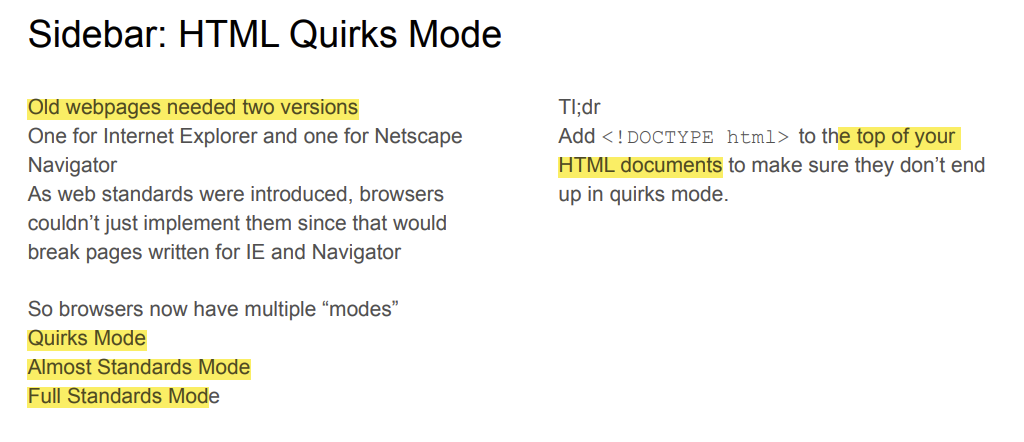 Sidebar: HTML Quirks Mode
Old webpages needed two versions
One for Internet Explorer and one for Netscape
Navigator
As web standards were introduced, browsers
couldn’t just implement them since that would
break pages written for IE and Navigator
So browsers now have multiple “modes”
Quirks Mode
Almost Standards Mode
Full Standards Mode
Tl;dr
Add <!DOCTYPE html> to the top of your
HTML documents to make sure they don’t end
up in quirks mode.